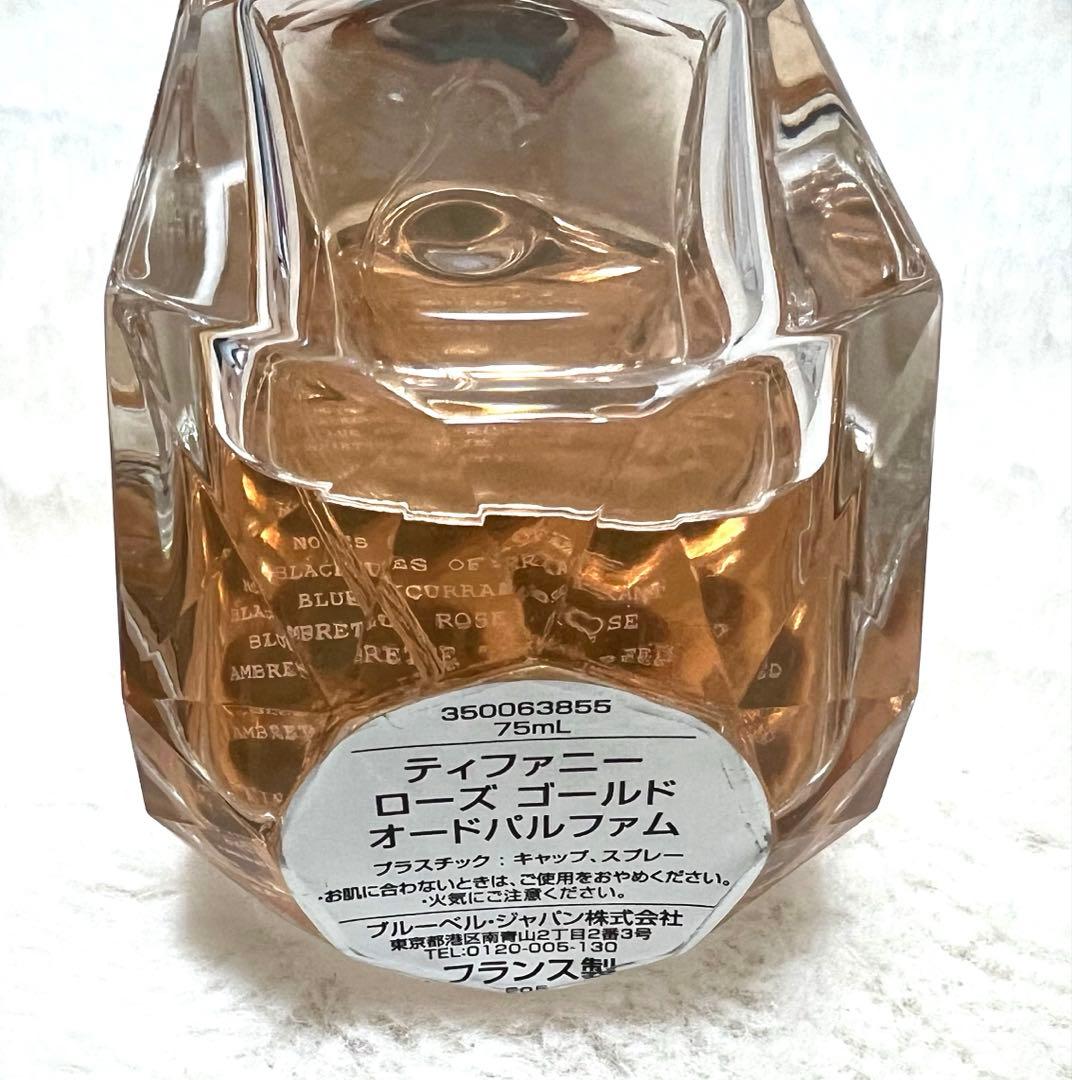 NOTES OF
BLACKCURRANT
BLUE ROSE
AMBRETTE SEED
350063855
75mL
ティファニー
ローズ ゴールド
オードパルファム
プラスチック：キャップ、スプレー
・お肌に合わないときは、ご使用をおやめください。
・火気にご注意ください。
ブルーベル・ジャパン株式会社
東京都港区南青山2丁目2番3号
TEL:0120-005-130
フランス製